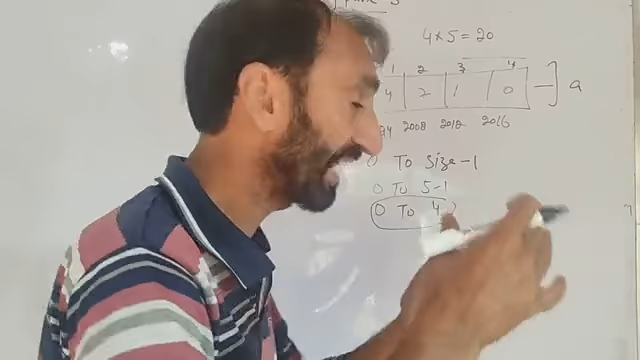 4 × 5 = 20
1 2 3 4
4 2 1 0 a
2008 2012 2016
0 To Size-1
0 To 5-1
0 To 4